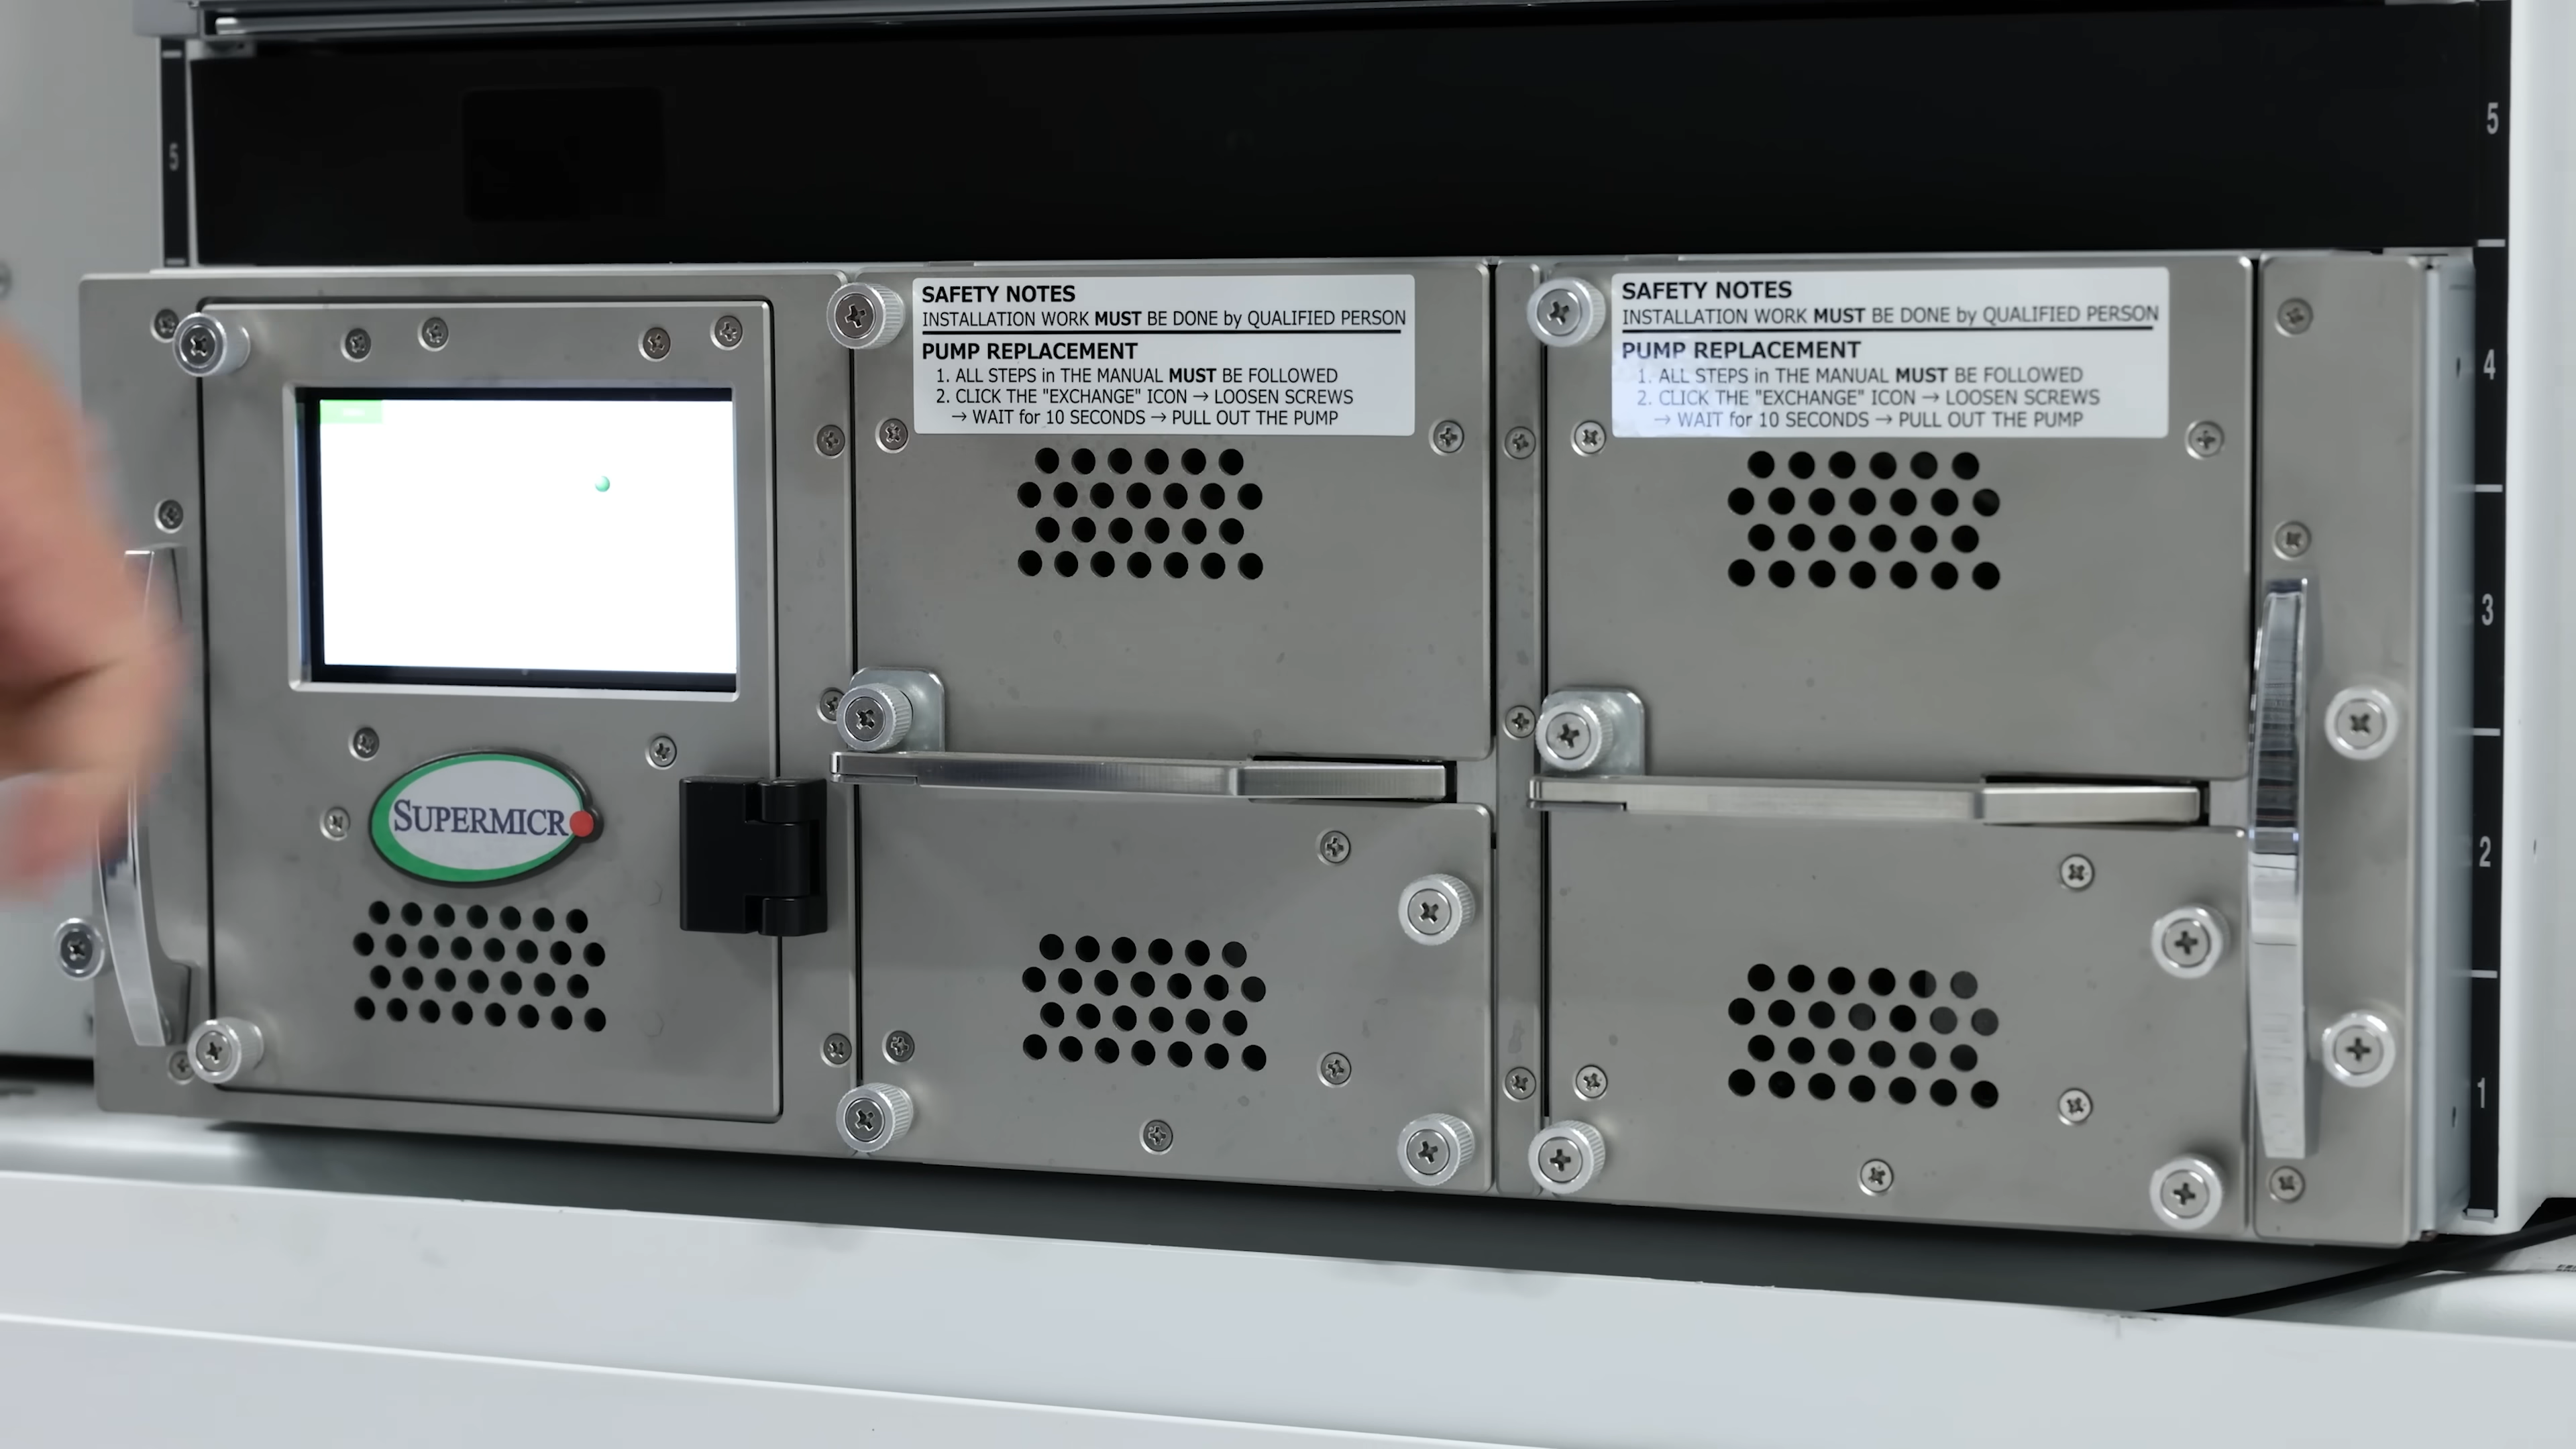 5
5
SAFETY NOTES
INSTALLATION WORK MUST BE DONE by QUALIFIED PERSON
PUMP REPLACEMENT
1. ALL STEPS in THE MANUAL MUST BE FOLLOWED
2. CLICK THE "EXCHANGE" ICON → LOOSEN SCREWS
→ WAIT for 10 SECONDS → PULL OUT THE PUMP
SAFETY NOTES
INSTALLATION WORK MUST BE DONE by QUALIFIED PERSON
PUMP REPLACEMENT
1. ALL STEPS in THE MANUAL MUST BE FOLLOWED
2. CLICK THE "EXCHANGE" ICON → LOOSEN SCREWS
→ WAIT for 10 SECONDS → PULL OUT THE PUMP
4
3
SUPERMICR
2
1